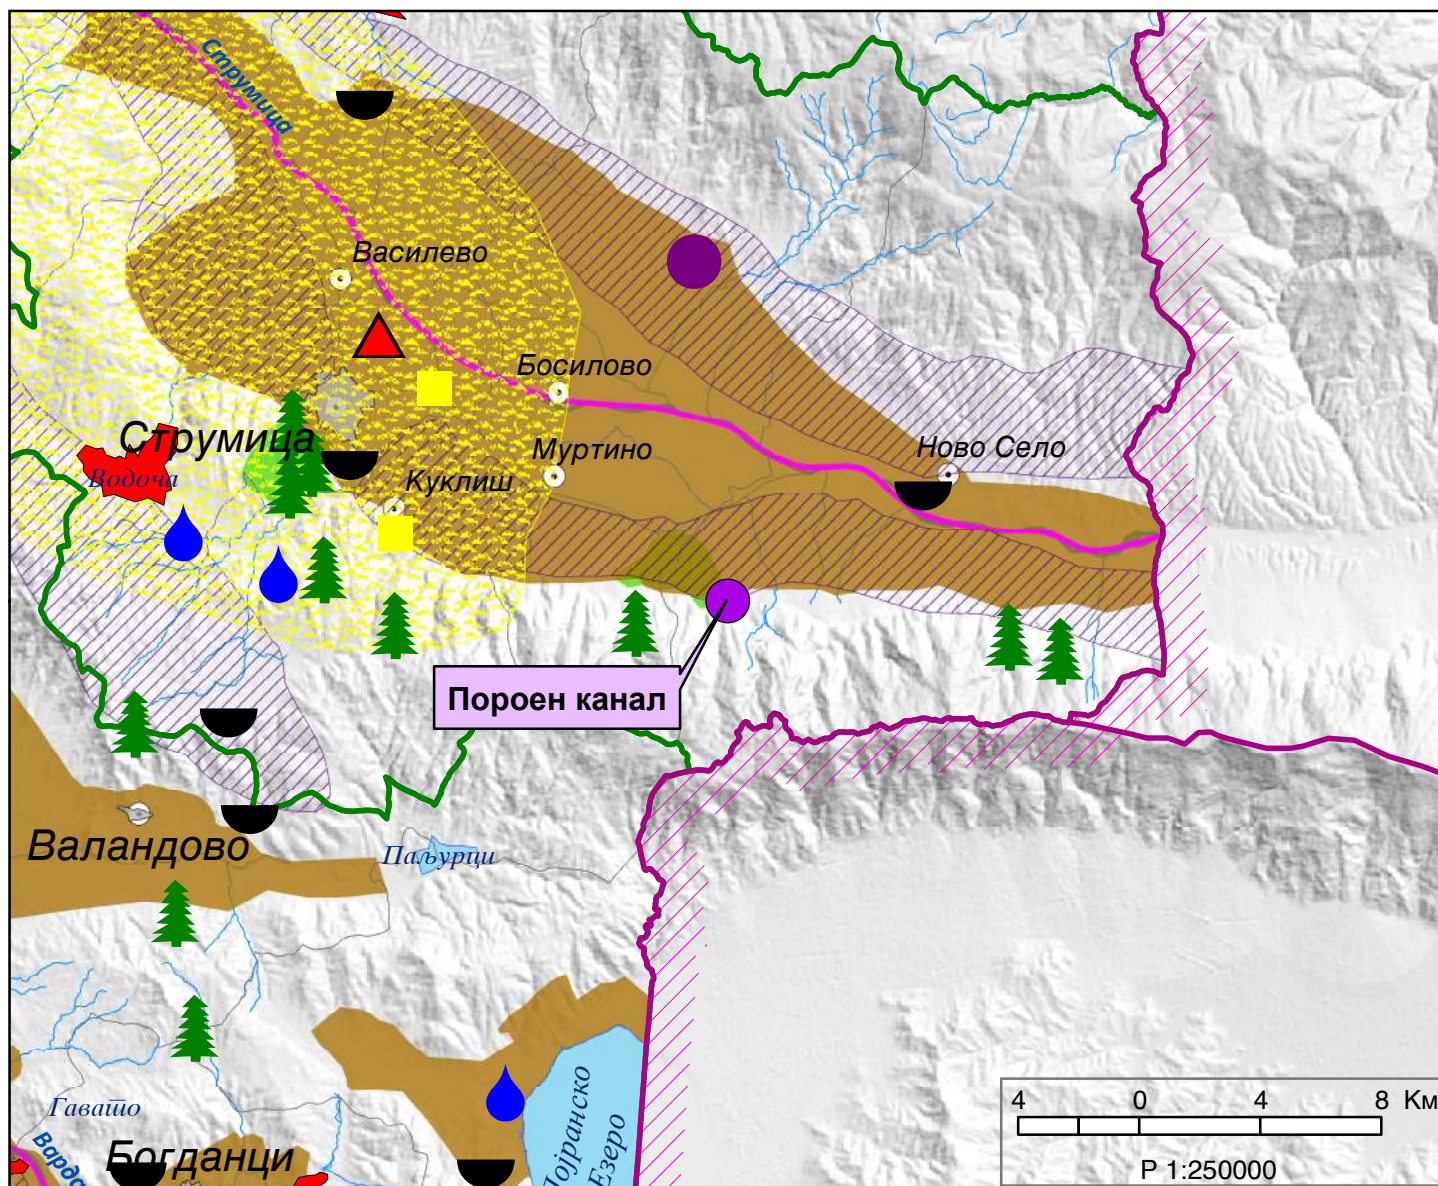 Струмица
Василево
Босилово
Струмица
Водоча
Муртино
Ново Село
Куклиш
Пороен канал
Валандово
Паљурци
Гавато
Дојранско
Езеро
Вардо
Богданци
4 0 4 8 Км
Р 1:250000